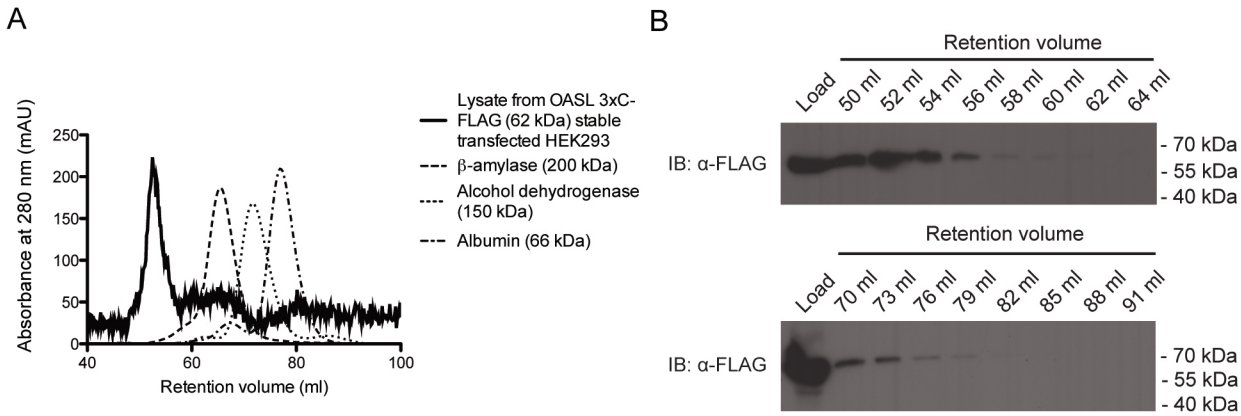 A
Absorbance at 280 nm (mAU)
250
200
150
100
50
0
40
60
80
100
Retention volume (ml)
Lysate from OASL 3xC-
FLAG (62 kDa) stable
transfected HEK293
β-amylase (200 kDa)
Alcohol dehydrogenase
(150 kDa)
Albumin (66 kDa)
B
Retention volume
Load 50 ml 52 ml 54 ml 56 ml 58 ml 60 ml 62 ml 64 ml
IB: α-FLAG
- 70 kDa
- 55 kDa
- 40 kDa
Retention volume
Load 70 ml 73 ml 76 ml 79 ml 82 ml 85 ml 88 ml 91 ml
IB: α-FLAG
- 70 kDa
- 55 kDa
- 40 kDa